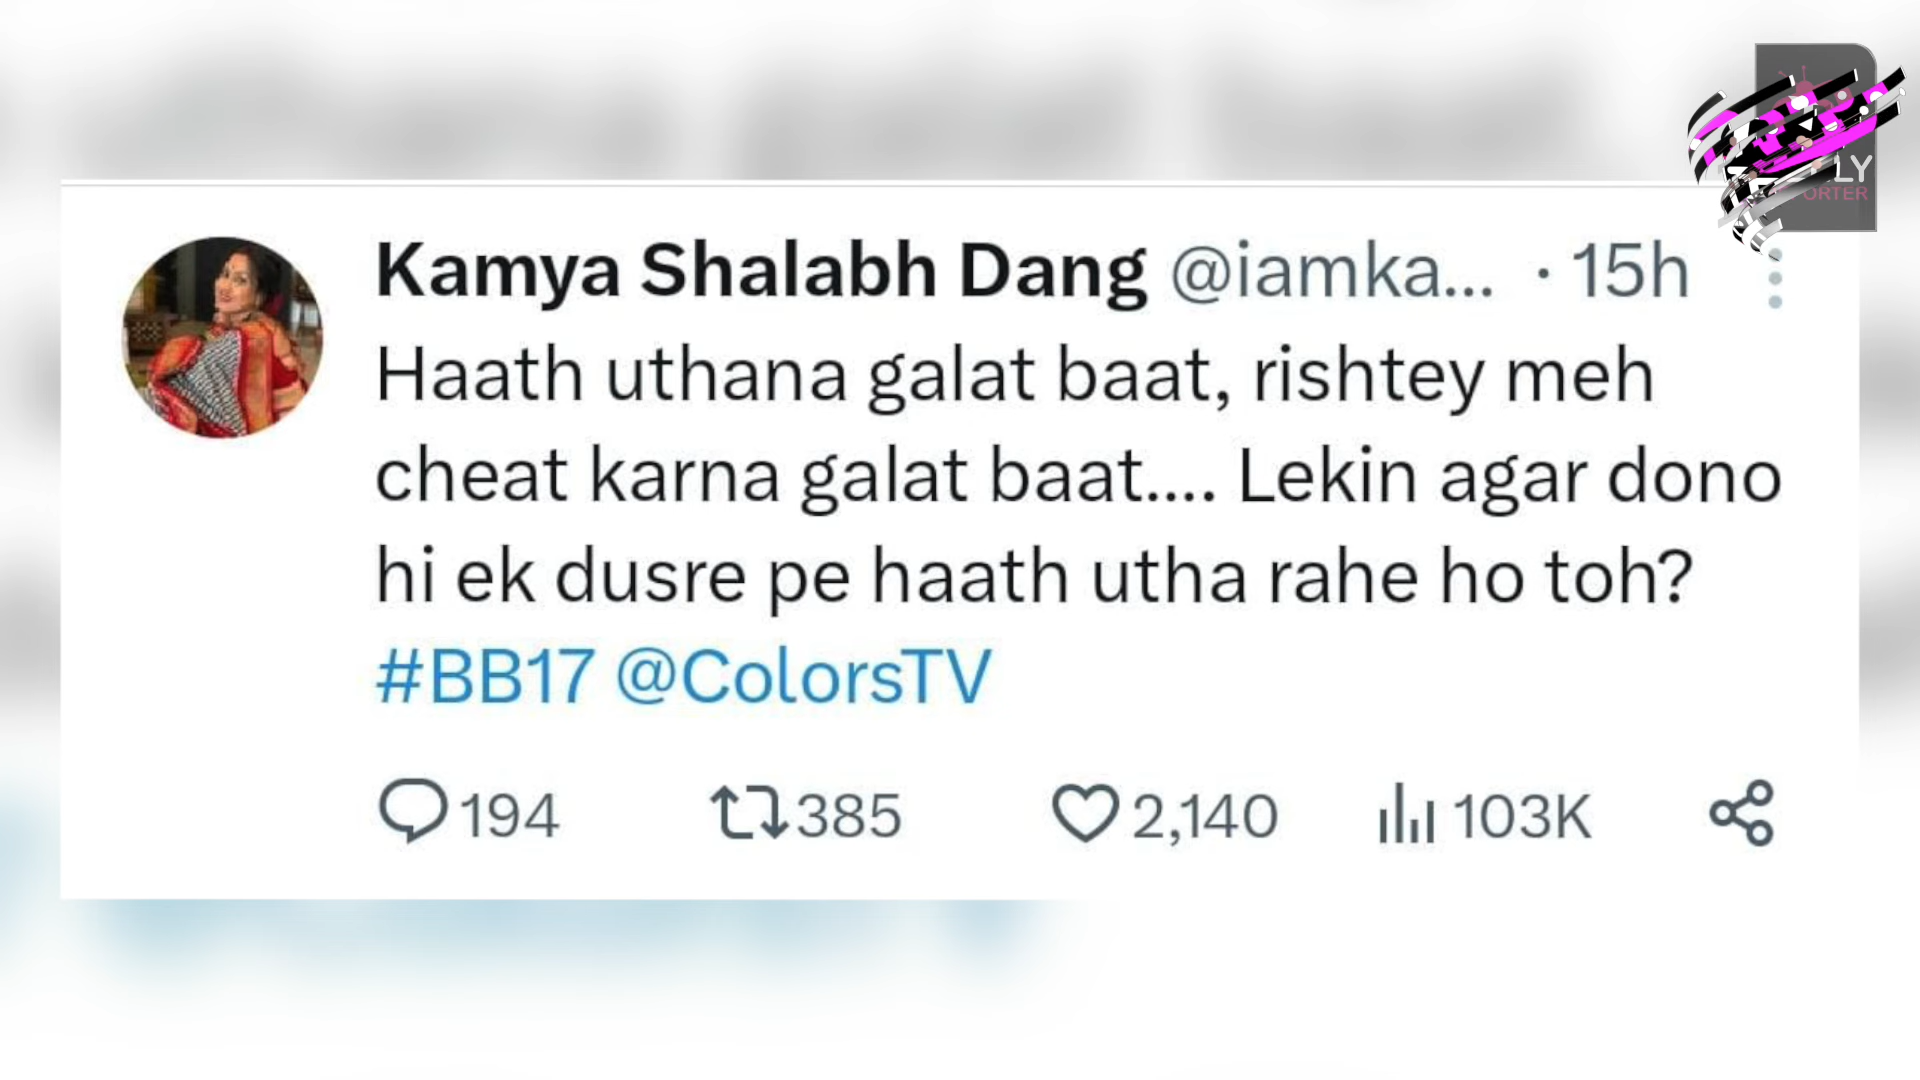 Kamya Shalabh Dang @iamka... · 15h
Haath uthana galat baat, rishtey meh
cheat karna galat baat.... Lekin agar dono
hi ek dusre pe haath utha rahe ho toh?
#BB17 @ColorsTV
194 385 2,140 103K